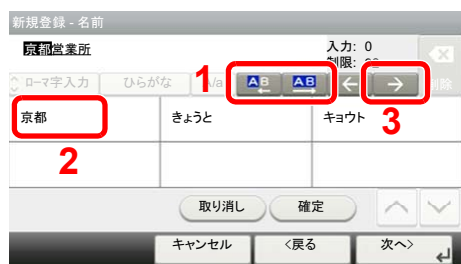 新規登録 - 名前
京都営業所
入力: 0
制限:
ローマ字入力 ひらがな 1 A/a AB AB ← → 削除
京都 きょうと キョウト 3
2
取り消し 確定
キャンセル <戻る 次へ>